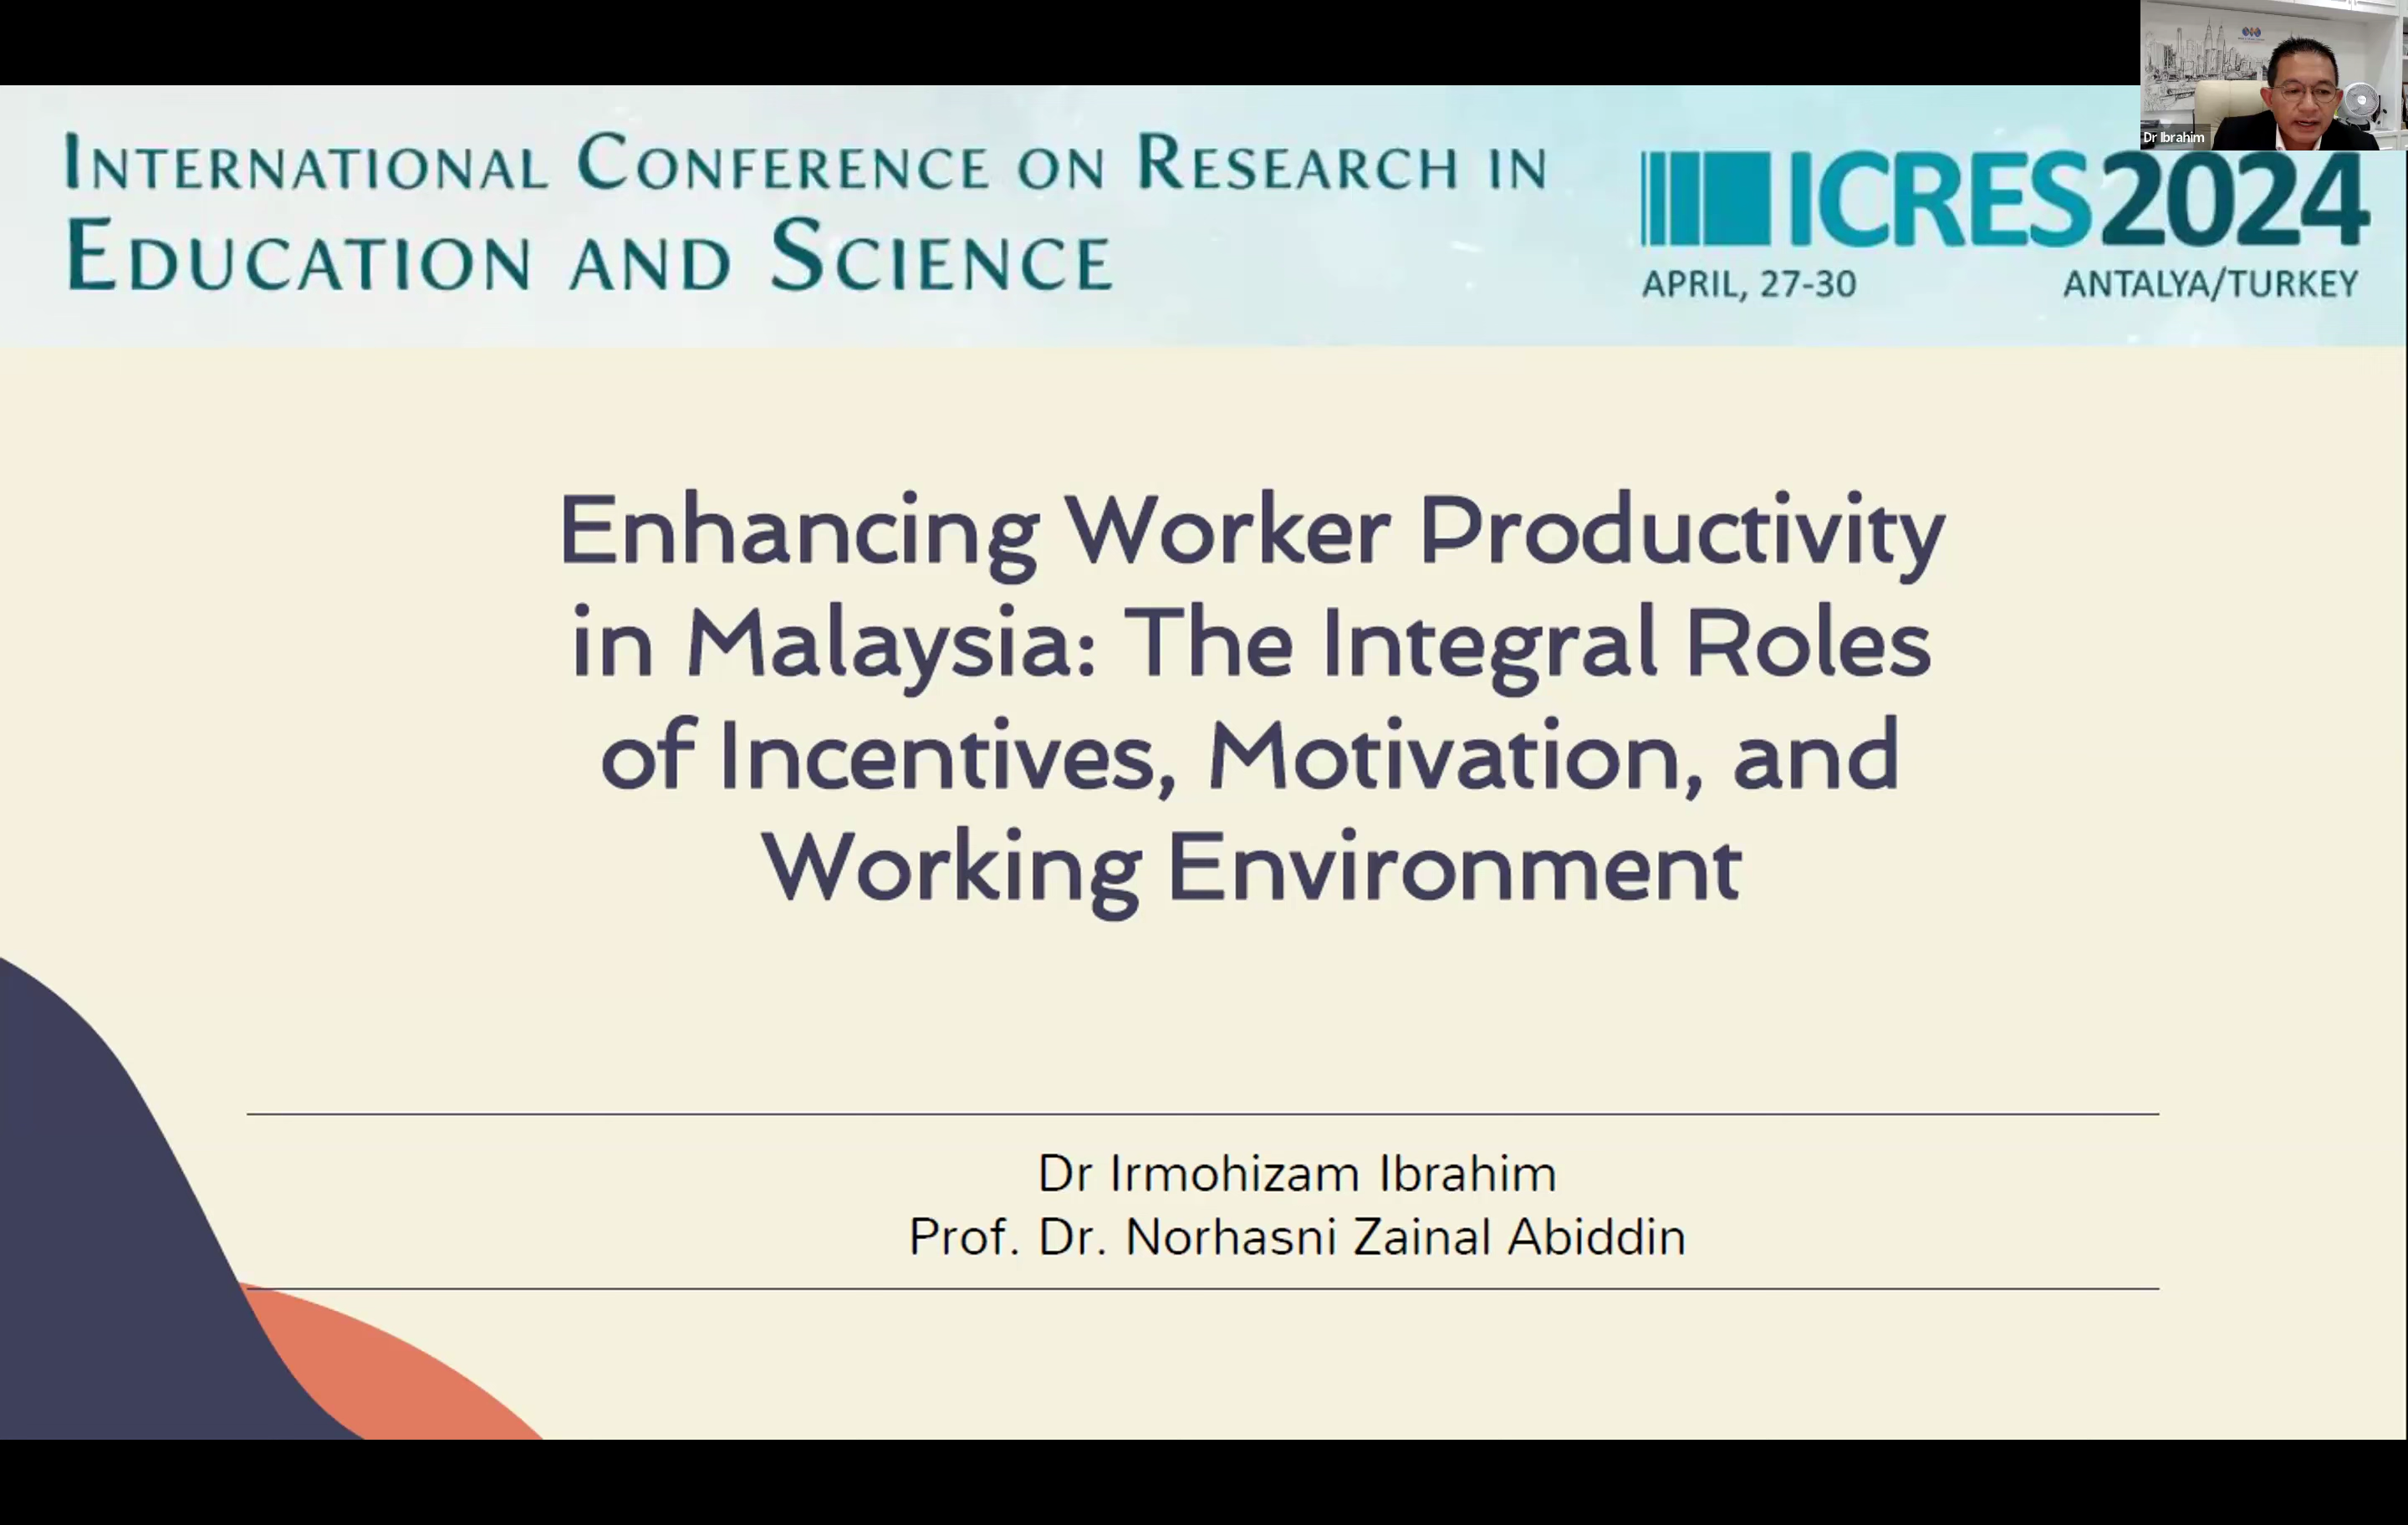 INTERNATIONAL CONFERENCE ON RESEARCH IN
EDUCATION AND SCIENCE
ICRES2024
APRIL, 27-30
ANTALYA/TURKEY
Dr Ibrahim
Enhancing Worker Productivity
in Malaysia: The Integral Roles
of Incentives, Motivation, and
Working Environment
Dr Irmohizam Ibrahim
Prof. Dr. Norhasni Zainal Abiddin